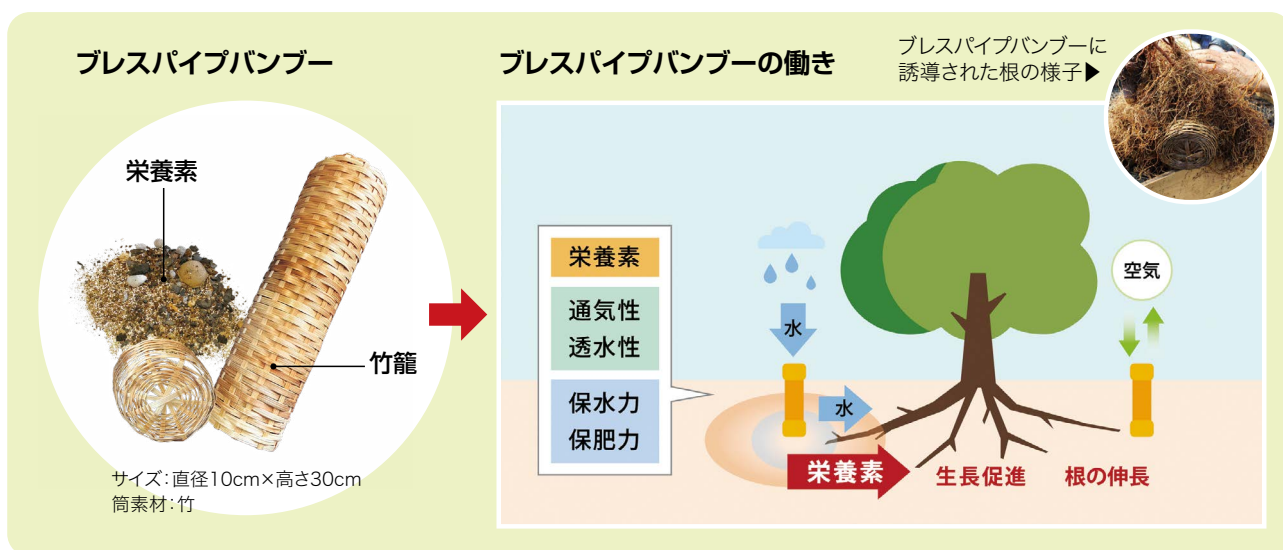 ブレスパイプバンブー
栄養素
竹籠
サイズ：直径10cm×高さ30cm
筒素材：竹
ブレスパイプバンブーの働き
ブレスパイプバンブーに
誘導された根の様子▶
栄養素
通気性
透水性
保水力
保肥力
水
水
空気
栄養素
生長促進
根の伸長